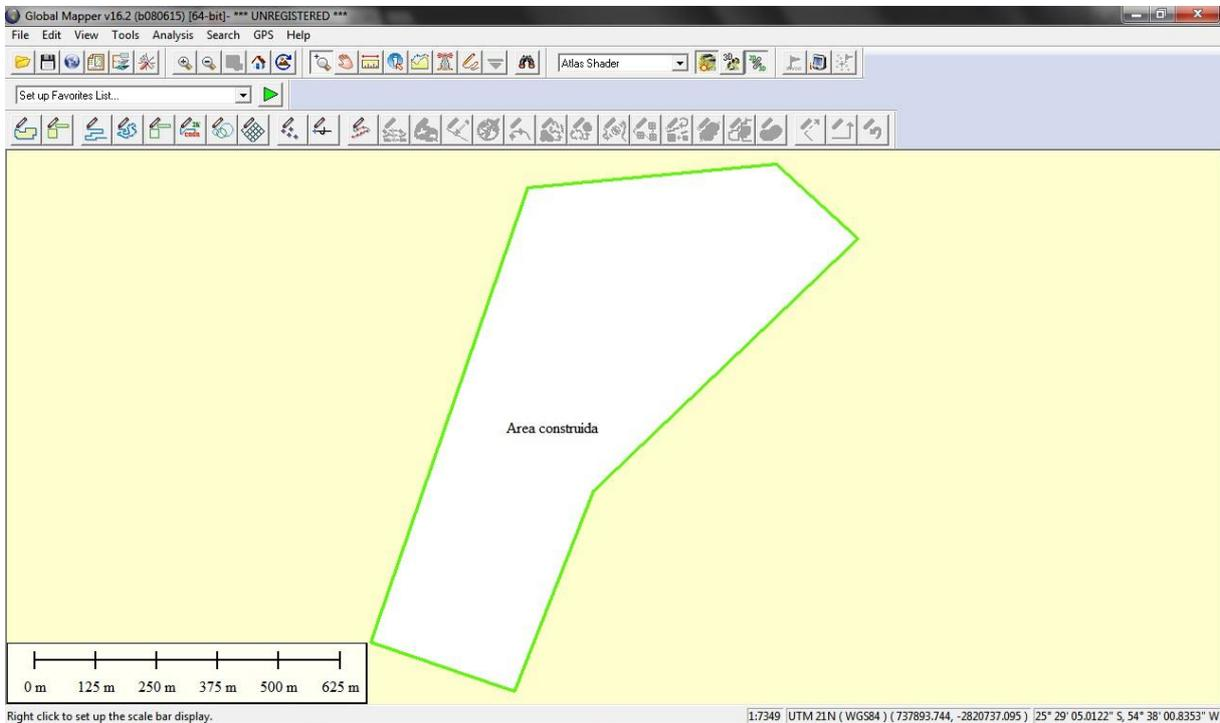 Global Mapper v16.2 (b080615) [64-bit]- *** UNREGISTERED ***
File Edit View Tools Analysis Search GPS Help
Atlas Shader
Set up Favorites List...
Area construida
0 m 125 m 250 m 375 m 500 m 625 m
Right click to set up the scale bar display.
1:7349 UTM 21N ( WGS84 ) ( 737893.744, -2820737.095 ) 25° 29' 05.0122" S, 54° 38' 00.8353" W